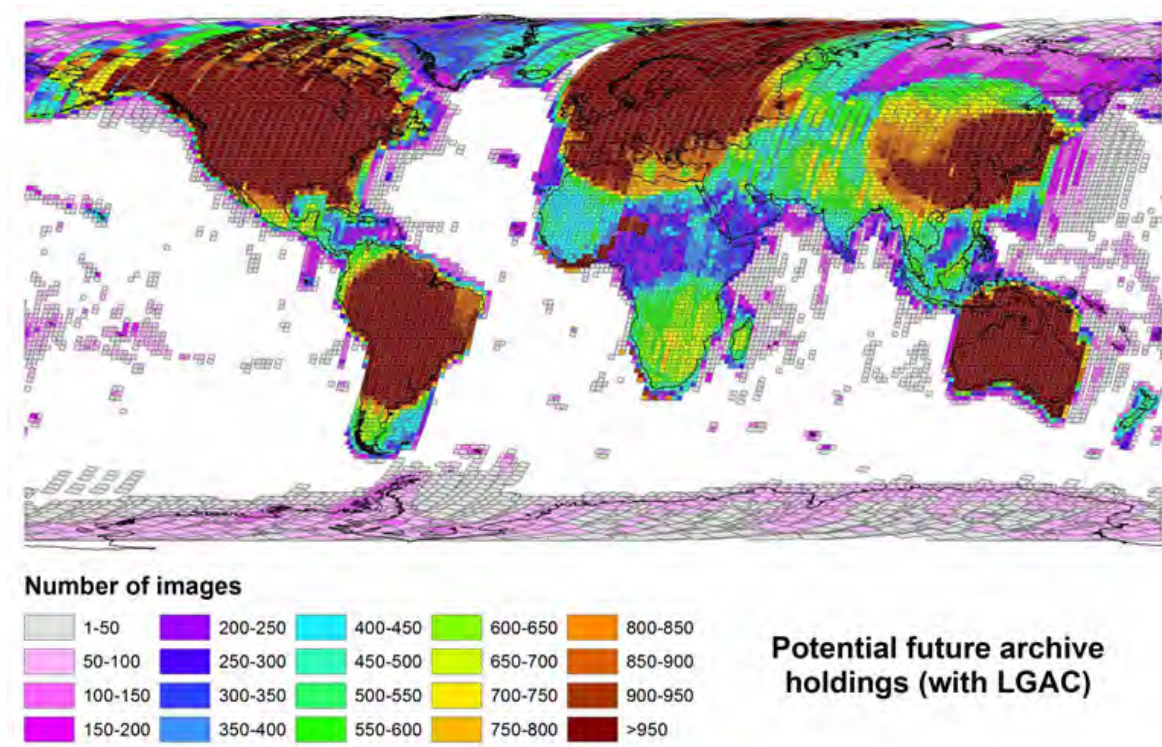 Number of images
1-50 200-250 400-450 600-650 800-850
50-100 250-300 450-500 650-700 850-900
100-150 300-350 500-550 700-750 900-950
150-200 350-400 550-600 750-800 >950
Potential future archive
holdings (with LGAC)